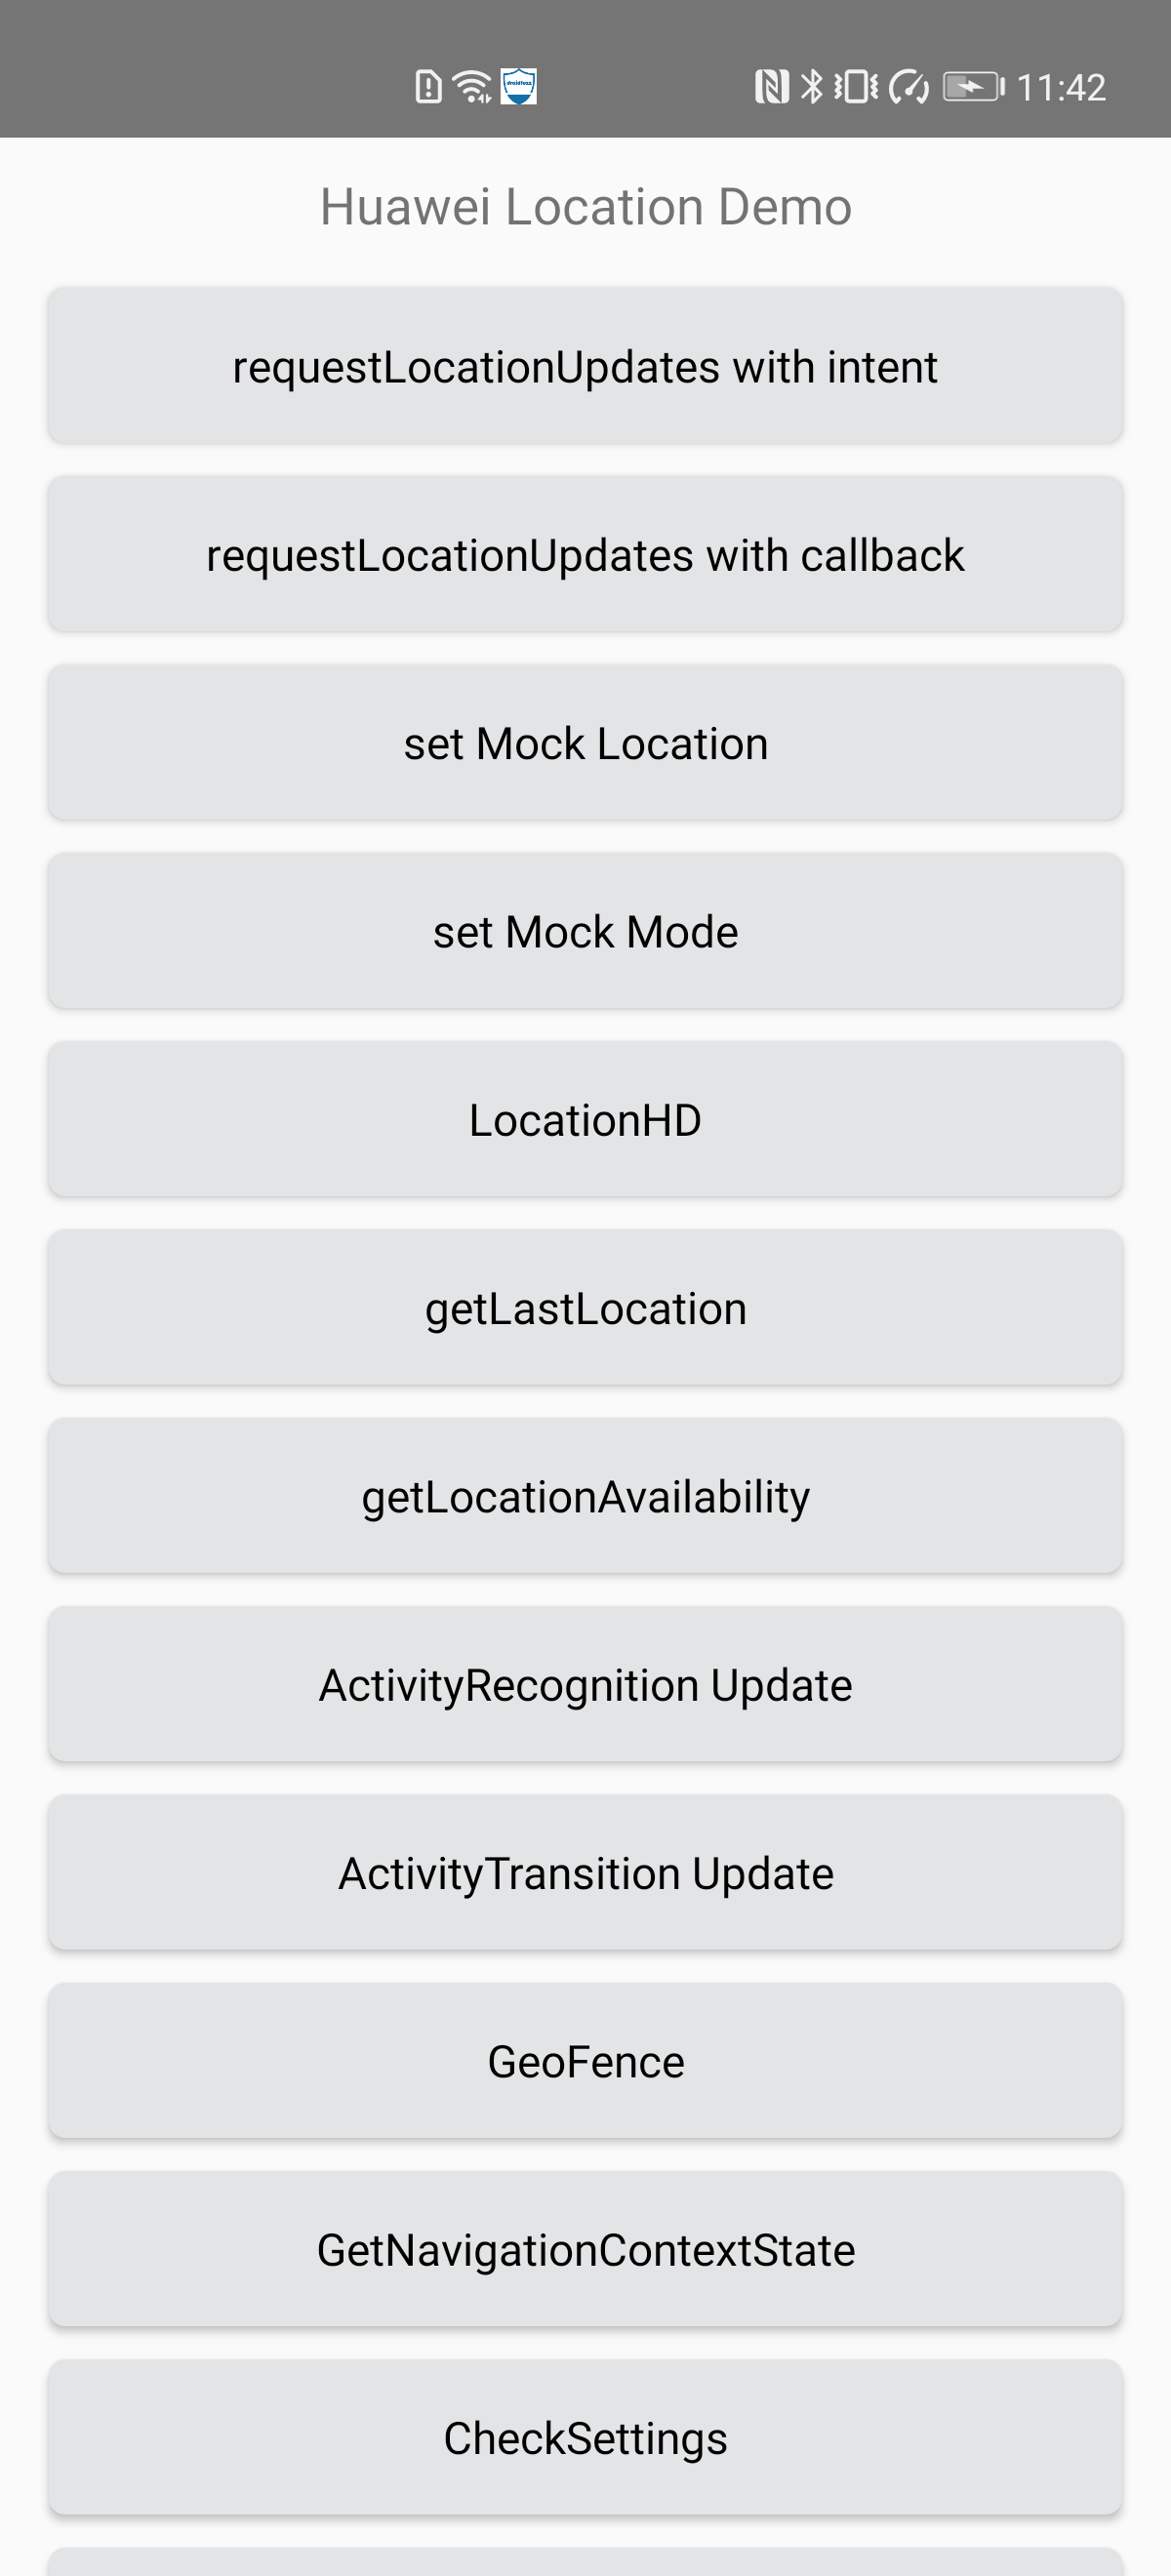 11:42
Huawei Location Demo
requestLocationUpdates with intent
requestLocationUpdates with callback
set Mock Location
set Mock Mode
LocationHD
getLastLocation
getLocationAvailability
ActivityRecognition Update
ActivityTransition Update
GeoFence
GetNavigationContextState
CheckSettings